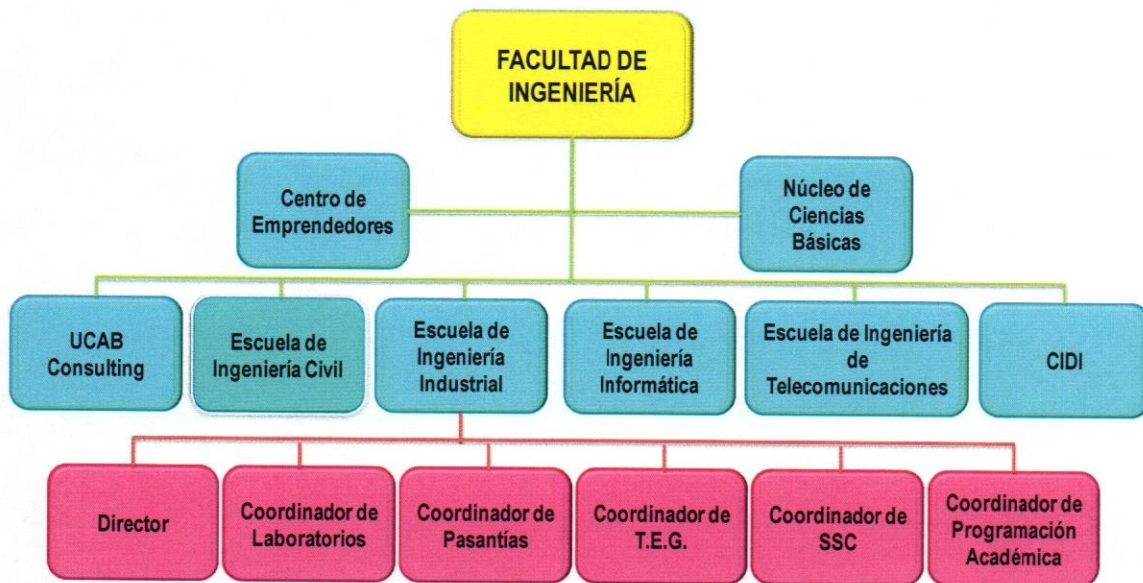 FACULTAD DE
INGENIERÍA
Centro de
Emprendedores
Núcleo de
Ciencias
Básicas
UCAB
Consulting
Escuela de
Ingeniería Civil
Escuela de
Ingeniería
Industrial
Escuela de
Ingeniería
Informática
Escuela de Ingeniería
de
Telecomunicaciones
CIDI
Director
Coordinador de
Laboratorios
Coordinador de
Pasantías
Coordinador de
T.E.G.
Coordinador de
SSC
Coordinador de
Programación
Académica